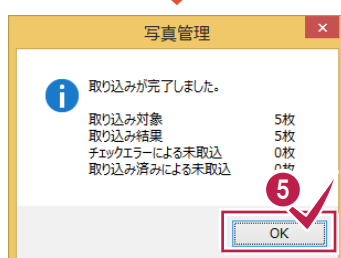 写真管理
取り込みが完了しました。
取り込み対象 5枚
取り込み結果 5枚
チェックエラーによる未取込 0枚
取り込み済みによる未取込 0枚
5
OK